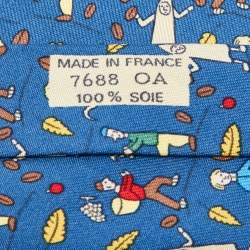 MADE IN FRANCE
7688 OA
100% SOIE